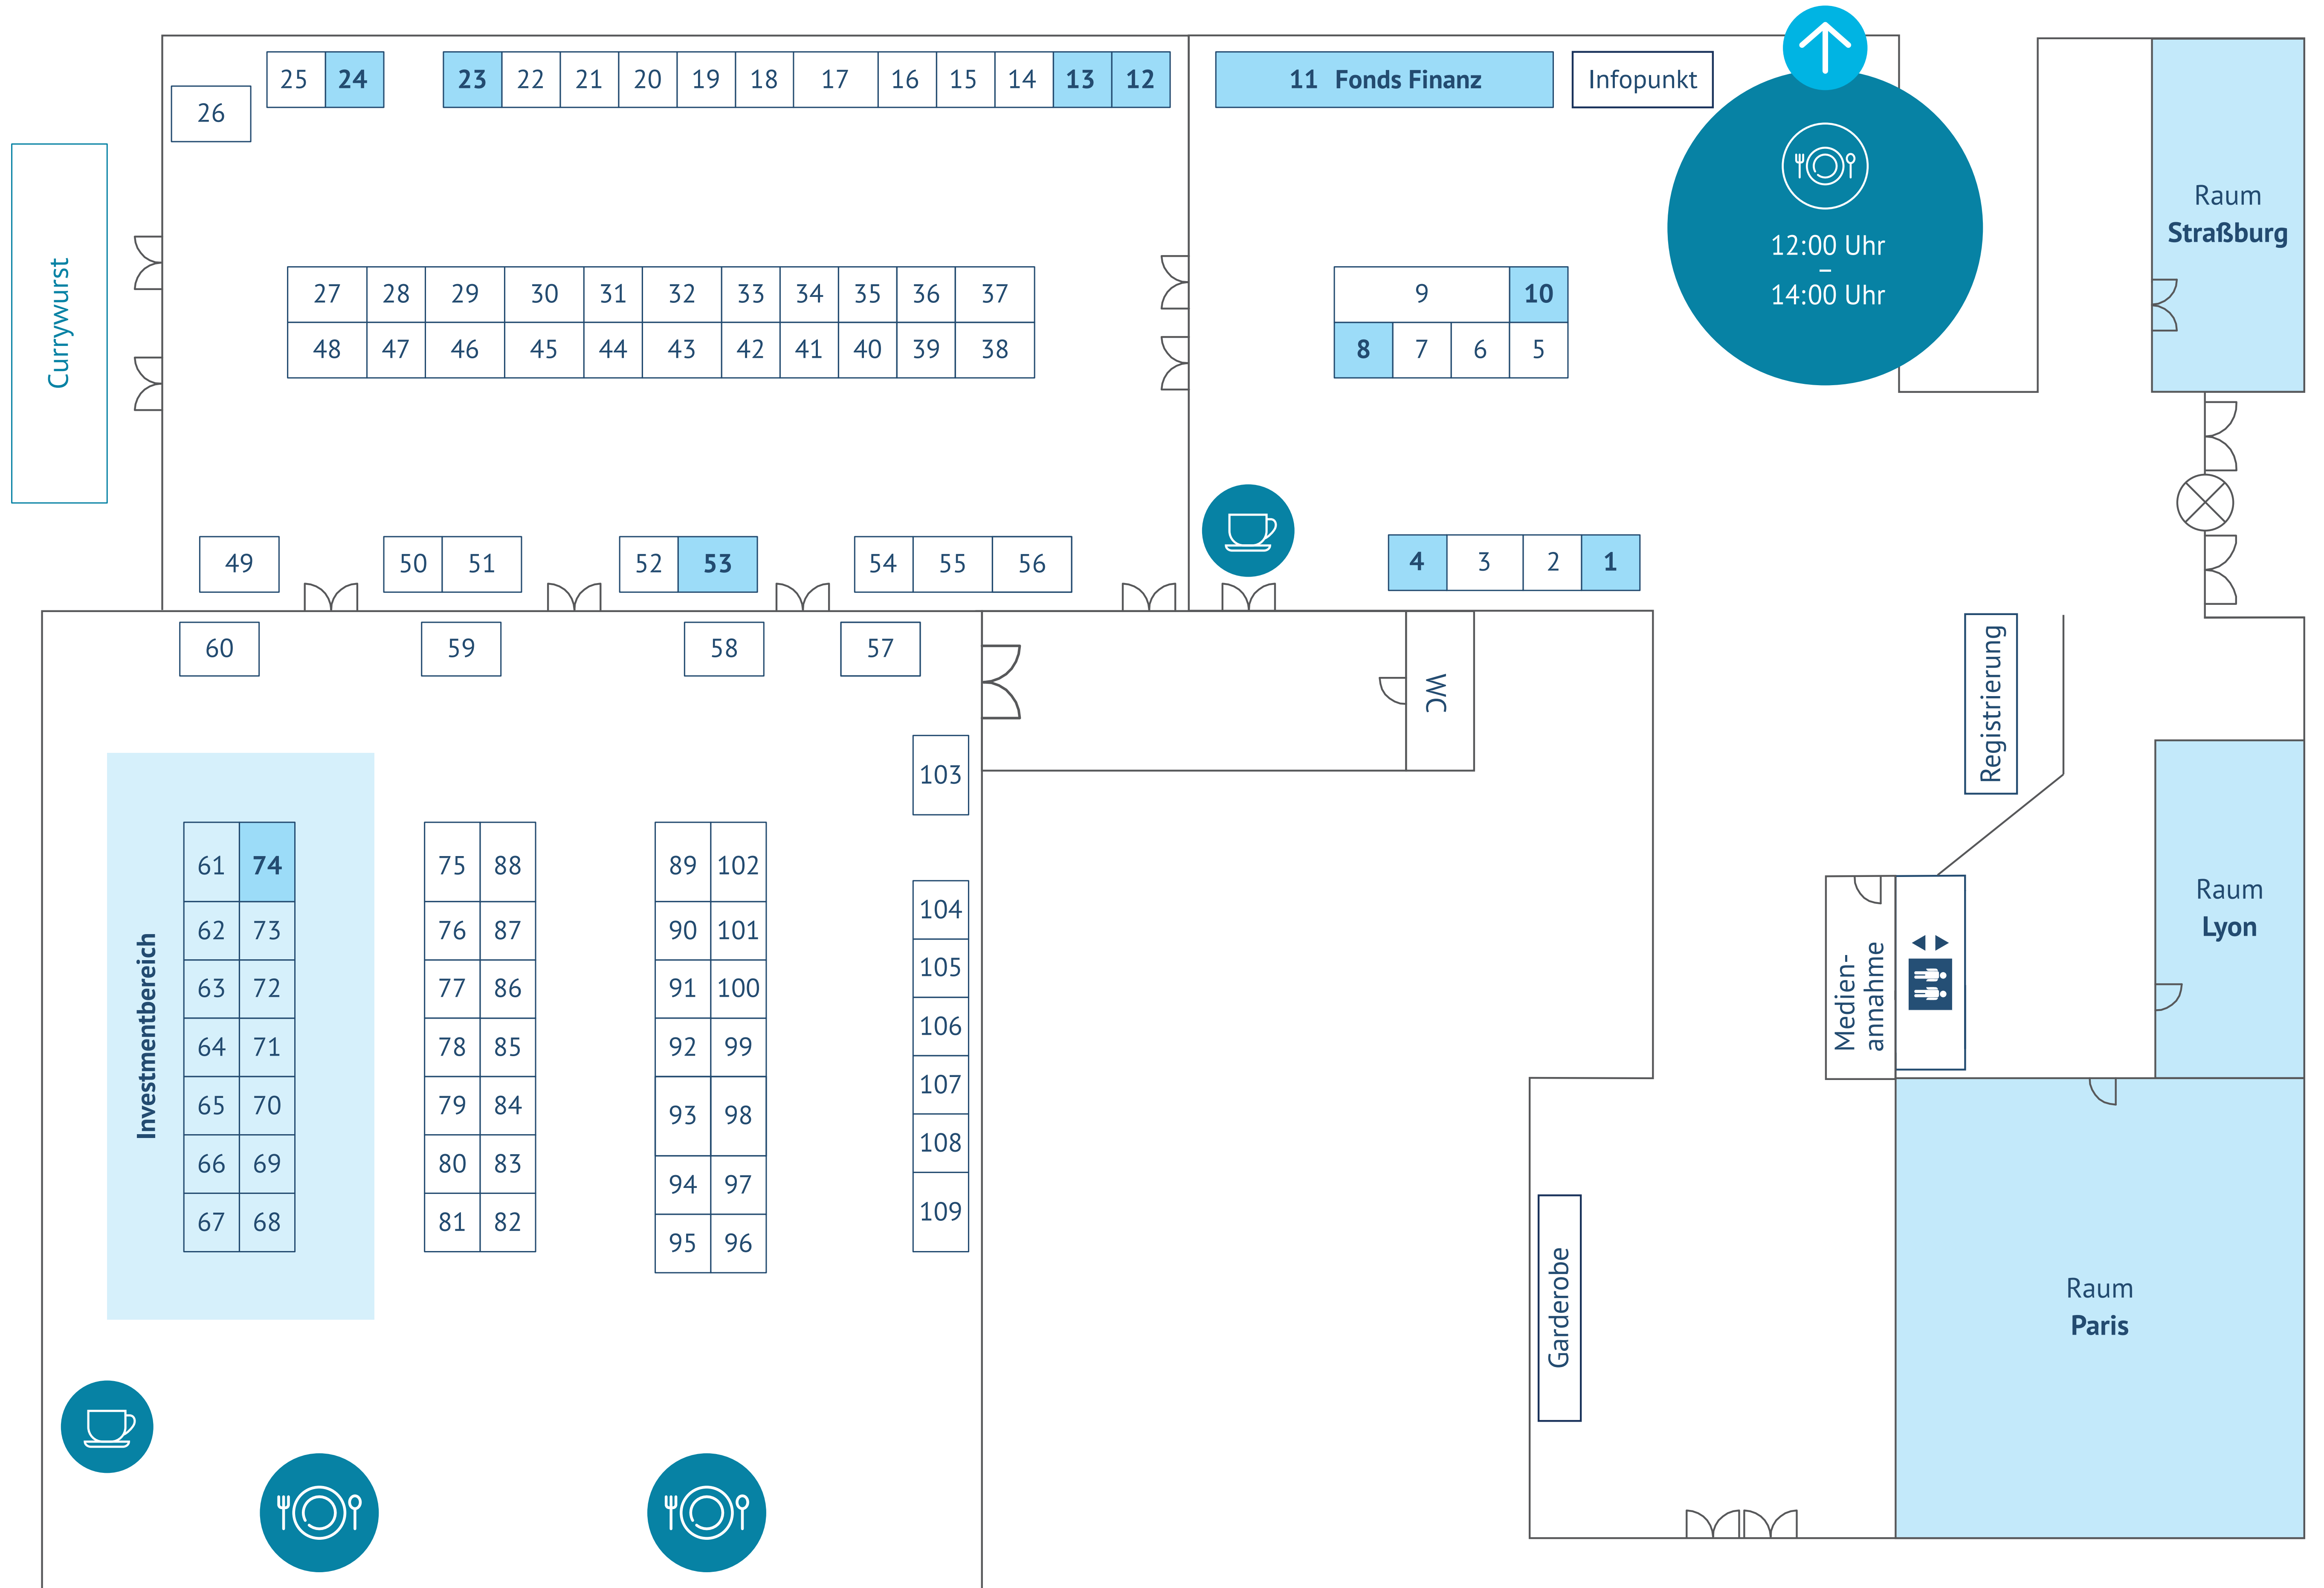 25 24 23 22 21 20 19 18 17 16 15 14 13 12 11 Fonds Finanz Infopunkt
26
Currywurst
12:00 Uhr
–
14:00 Uhr
Raum
Straßburg
27 28 29 30 31 32 33 34 35 36 37
48 47 46 45 44 43 42 41 40 39 38
9 10
8 7 6 5
49 50 51 52 53 54 55 56
4 3 2 1
60 59 58 57
WC
Registrierung
103
Investmentbereich
61 74
62 73
63 72
64 71
65 70
66 69
67 68
75 88
76 87
77 86
78 85
79 84
80 83
81 82
89 102
90 101
91 100
92 99
93 98
94 97
95 96
104
105
106
107
108
109
Medien-
annahme
Raum
Lyon
Garderobe
Raum
Paris